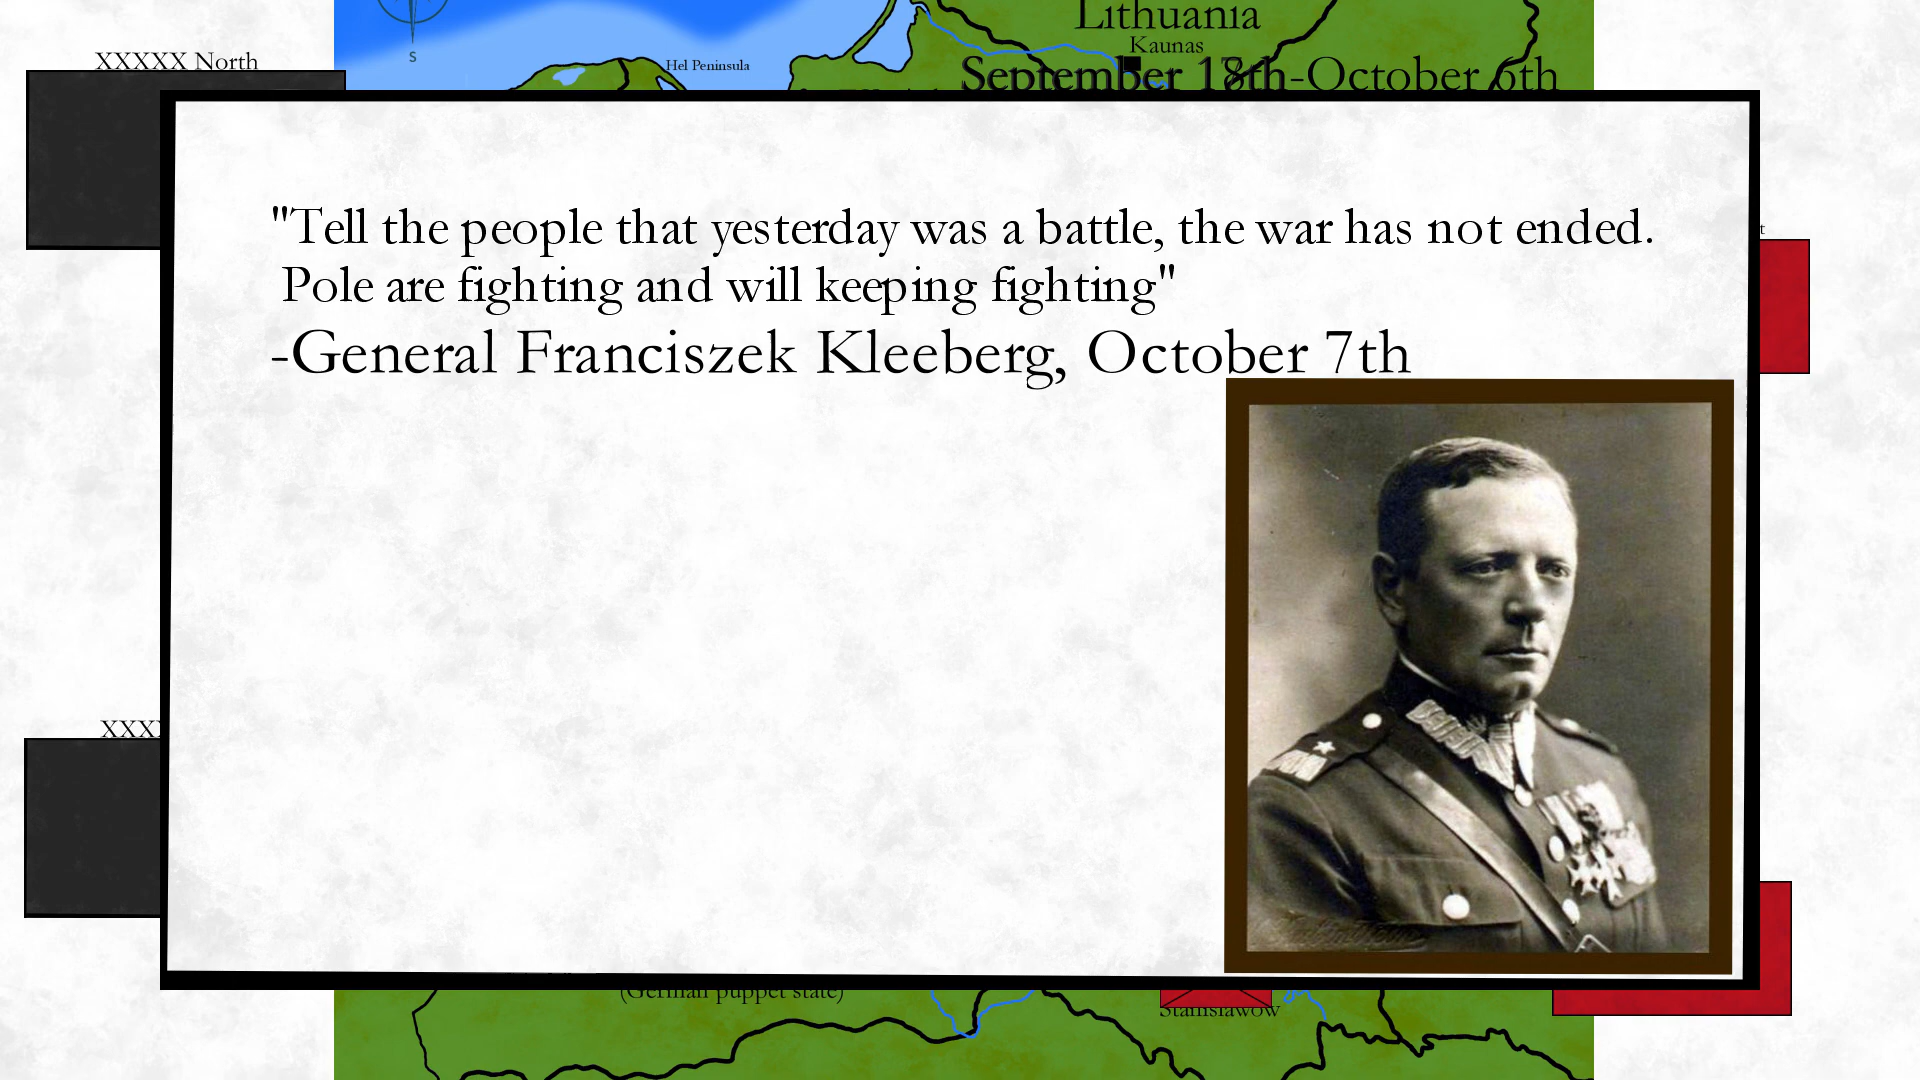 Lithuania
Kaunas
XXXXX North
S
Hel Peninsula
September 18th-October 6th
"Tell the people that yesterday was a battle, the war has not ended.
Pole are fighting and will keeping fighting"
-General Franciszek Kleeberg, October 7th
(German puppet state)
Stanisławów